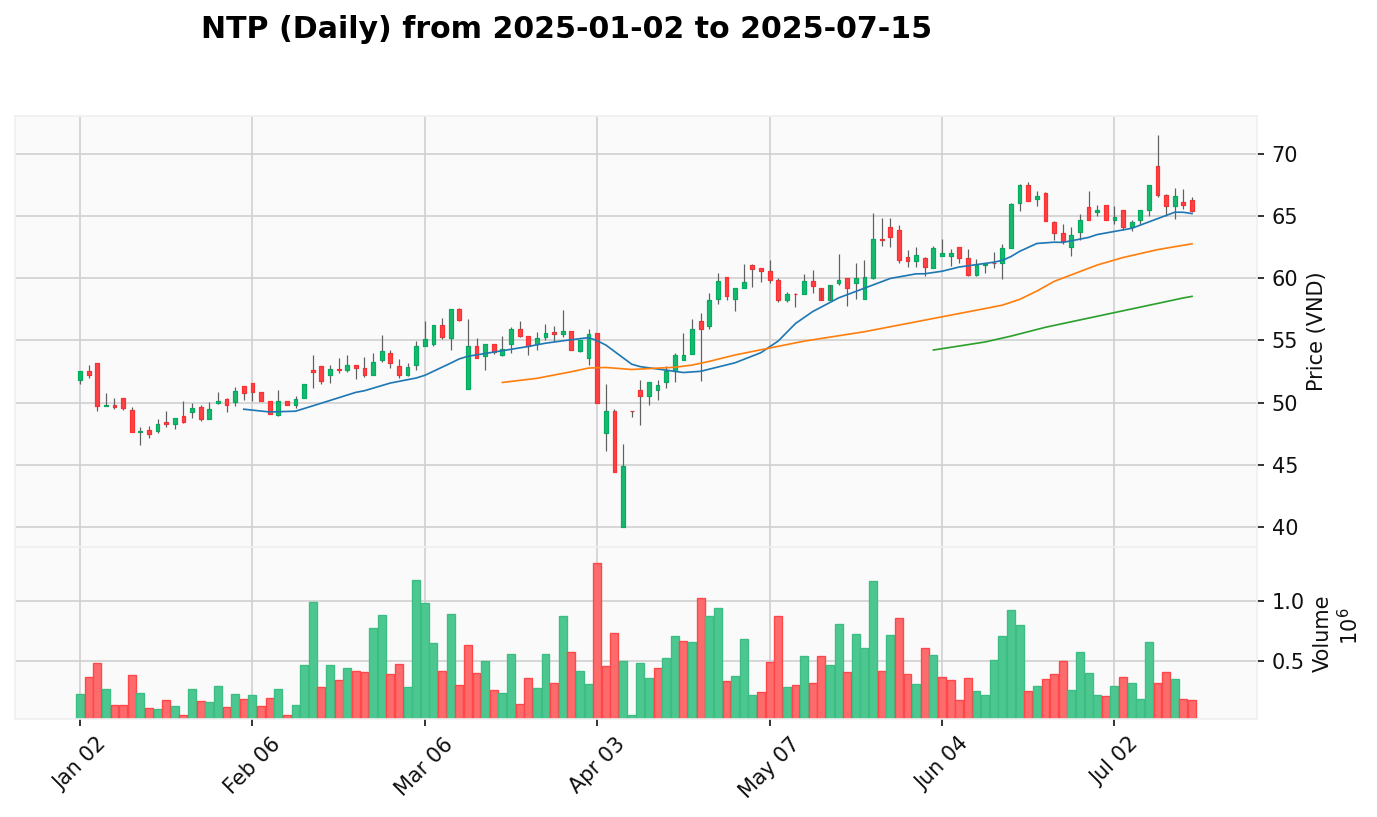 NTP (Daily) from 2025-01-02 to 2025-07-15
70
65
60
55
50
45
40
Price (VND)
1.0
0.5
Volume
10⁶
Jan 02
Feb 06
Mar 06
Apr 03
May 07
Jun 04
Jul 02